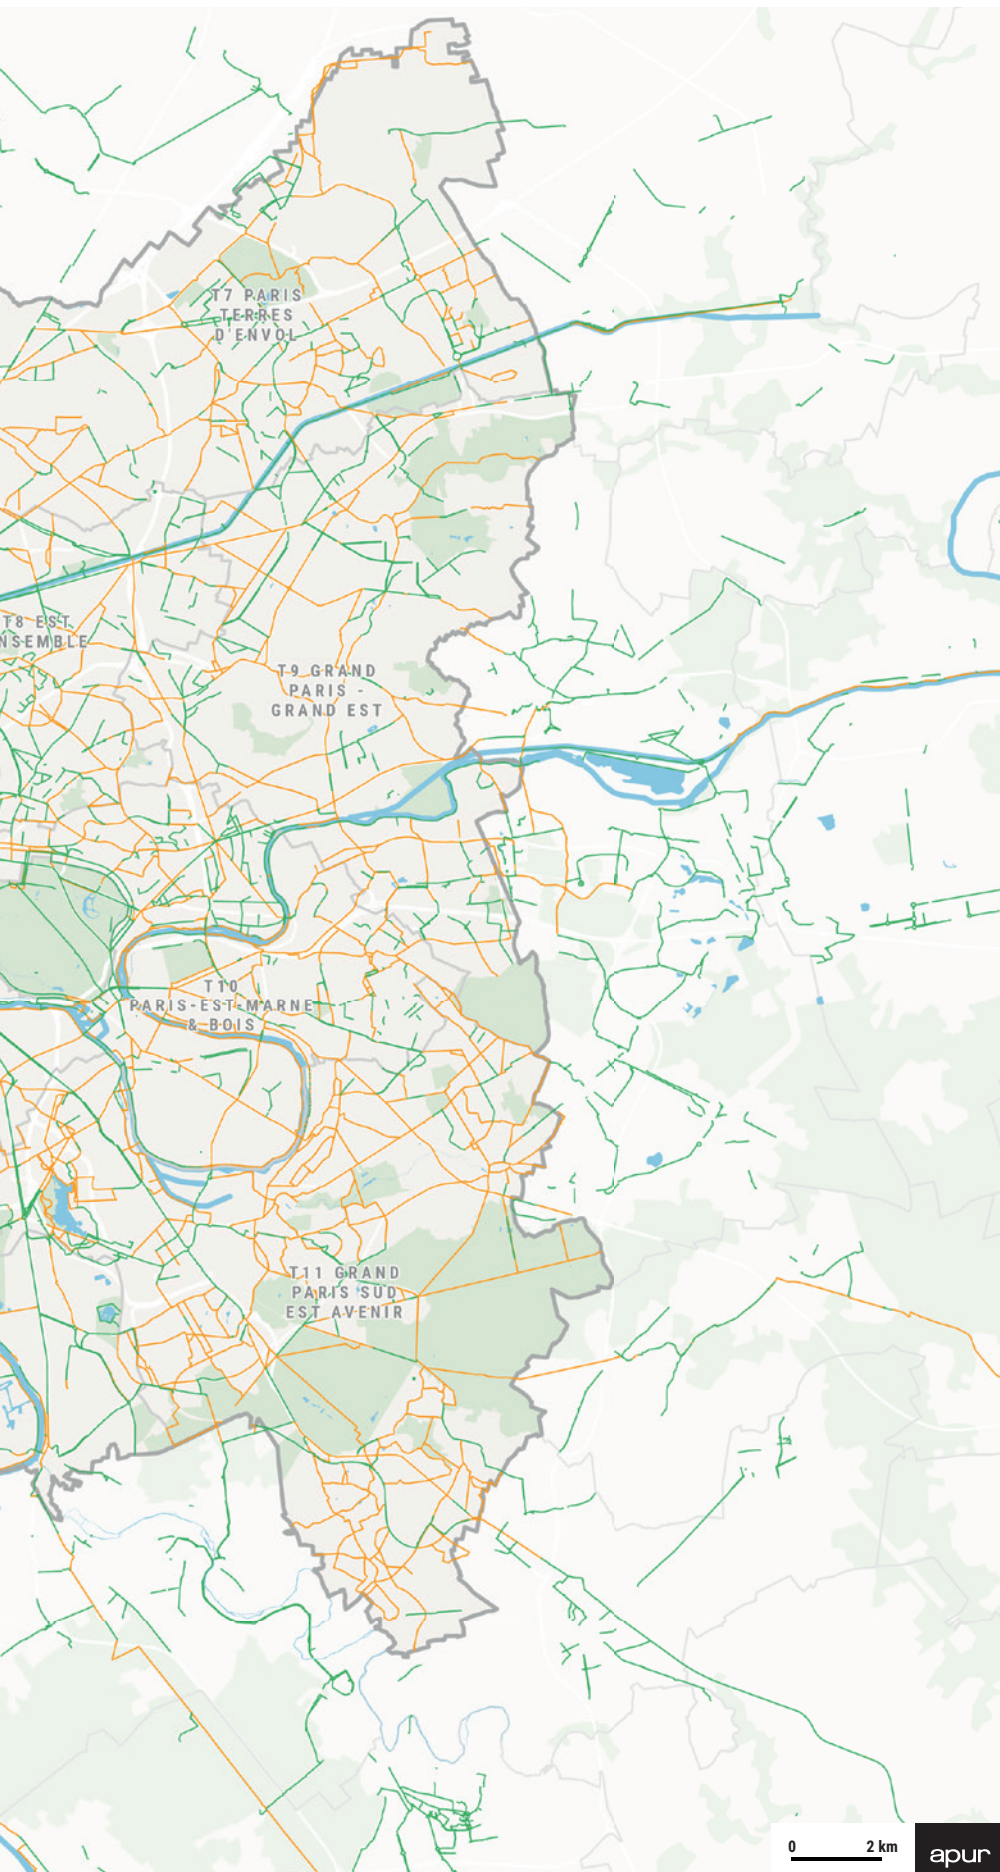 T7 PARIS
TERRES
D'ENVOL
T8 EST
NSEMBLE
T9 GRAND
PARIS -
GRAND EST
T10
PARIS-EST-MARNE
& BOIS
T11 GRAND
PARIS SUD
EST AVENIR
0 2 km
apur